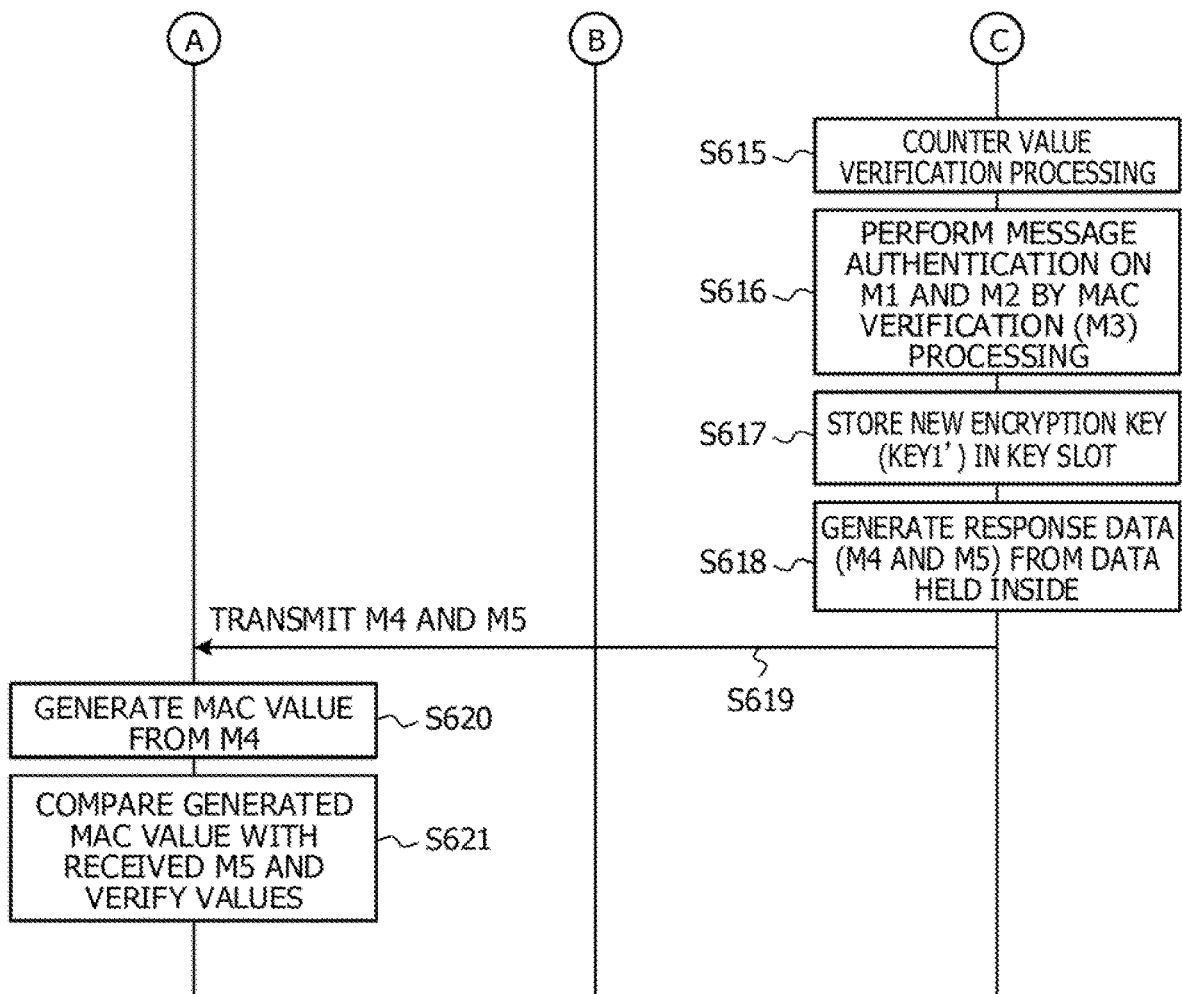 A
B
C
S615
COUNTER VALUE
VERIFICATION PROCESSING
S616
PERFORM MESSAGE
AUTHENTICATION ON
M1 AND M2 BY MAC
VERIFICATION (M3)
PROCESSING
S617
STORE NEW ENCRYPTION KEY
(KEY1') IN KEY SLOT
S618
GENERATE RESPONSE DATA
(M4 AND M5) FROM DATA
HELD INSIDE
TRANSMIT M4 AND M5
S619
GENERATE MAC VALUE
FROM M4
S620
COMPARE GENERATED
MAC VALUE WITH
RECEIVED M5 AND
VERIFY VALUES
S621